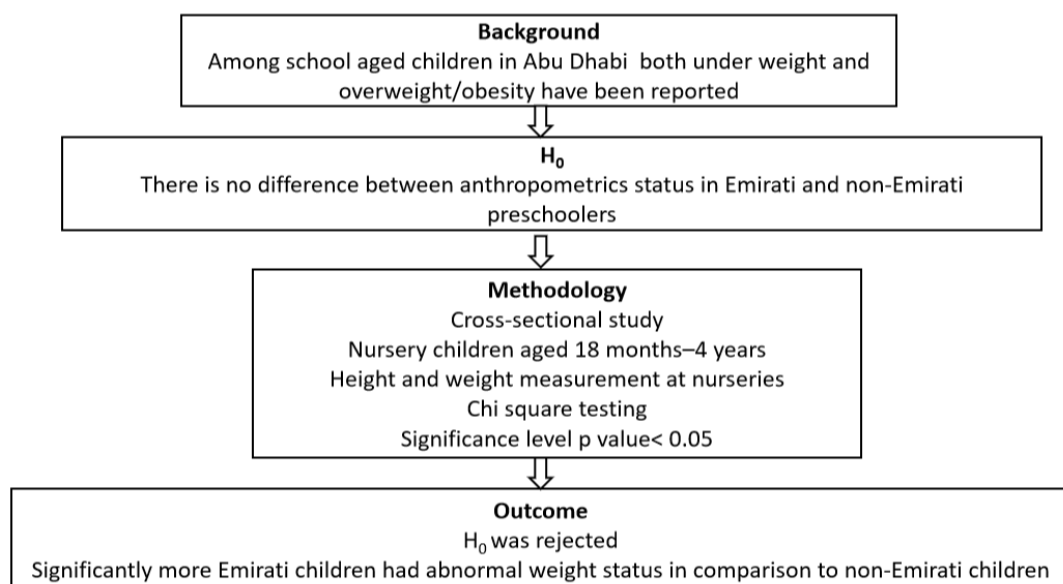 Background
Among school aged children in Abu Dhabi both under weight and
overweight/obesity have been reported
H₀
There is no difference between anthropometrics status in Emirati and non-Emirati
preschoolers
Methodology
Cross-sectional study
Nursery children aged 18 months–4 years
Height and weight measurement at nurseries
Chi square testing
Significance level p value< 0.05
Outcome
H₀ was rejected
Significantly more Emirati children had abnormal weight status in comparison to non-Emirati children